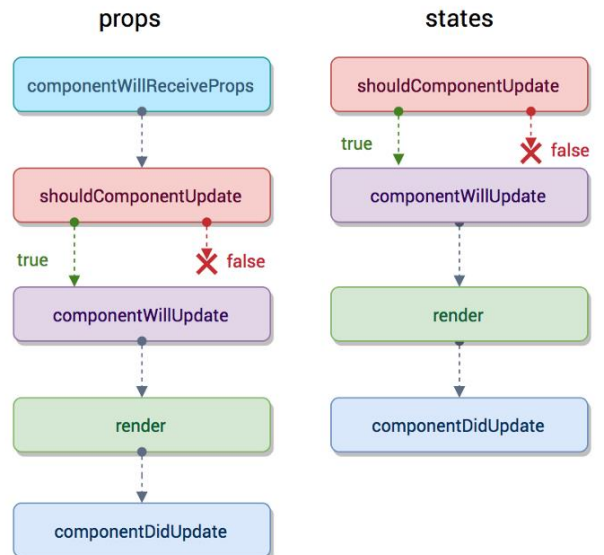 props
componentWillReceiveProps
shouldComponentUpdate
true
false
componentWillUpdate
render
componentDidUpdate
states
shouldComponentUpdate
true
false
componentWillUpdate
render
componentDidUpdate